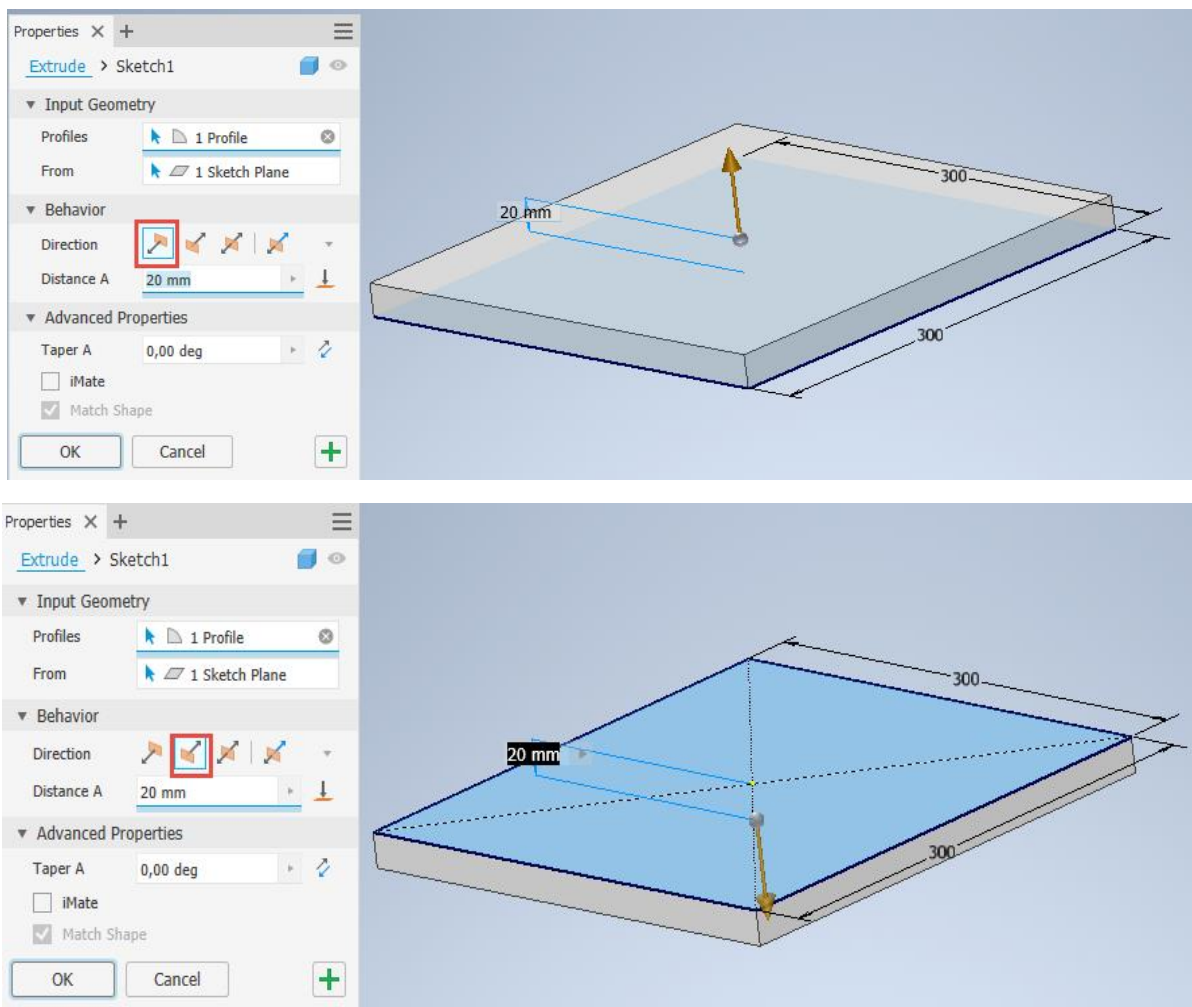 Properties × +
Extrude > Sketch1
Input Geometry
Profiles 1 Profile
From 1 Sketch Plane
Behavior
Direction
Distance A 20 mm
Advanced Properties
Taper A 0,00 deg
iMate
Match Shape
OK Cancel
20 mm
300
300
Properties × +
Extrude > Sketch1
Input Geometry
Profiles 1 Profile
From 1 Sketch Plane
Behavior
Direction
Distance A 20 mm
Advanced Properties
Taper A 0,00 deg
iMate
Match Shape
OK Cancel
20 mm
300
300